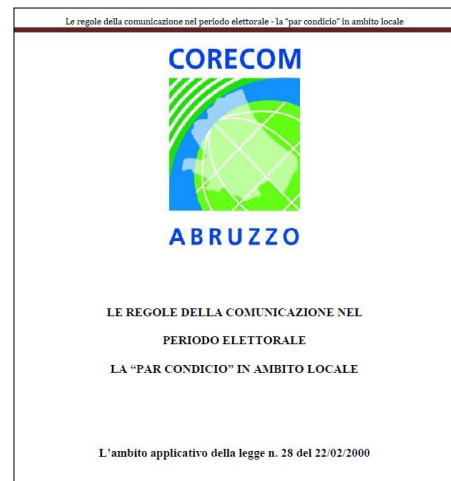 Le regole della comunicazione nel periodo elettorale - la "par condicio" in ambito locale
CORECOM
ABRUZZO
LE REGOLE DELLA COMUNICAZIONE NEL
PERIODO ELETTORALE
LA “PAR CONDICIO” IN AMBITO LOCALE
L’ambito applicativo della legge n. 28 del 22/02/2000